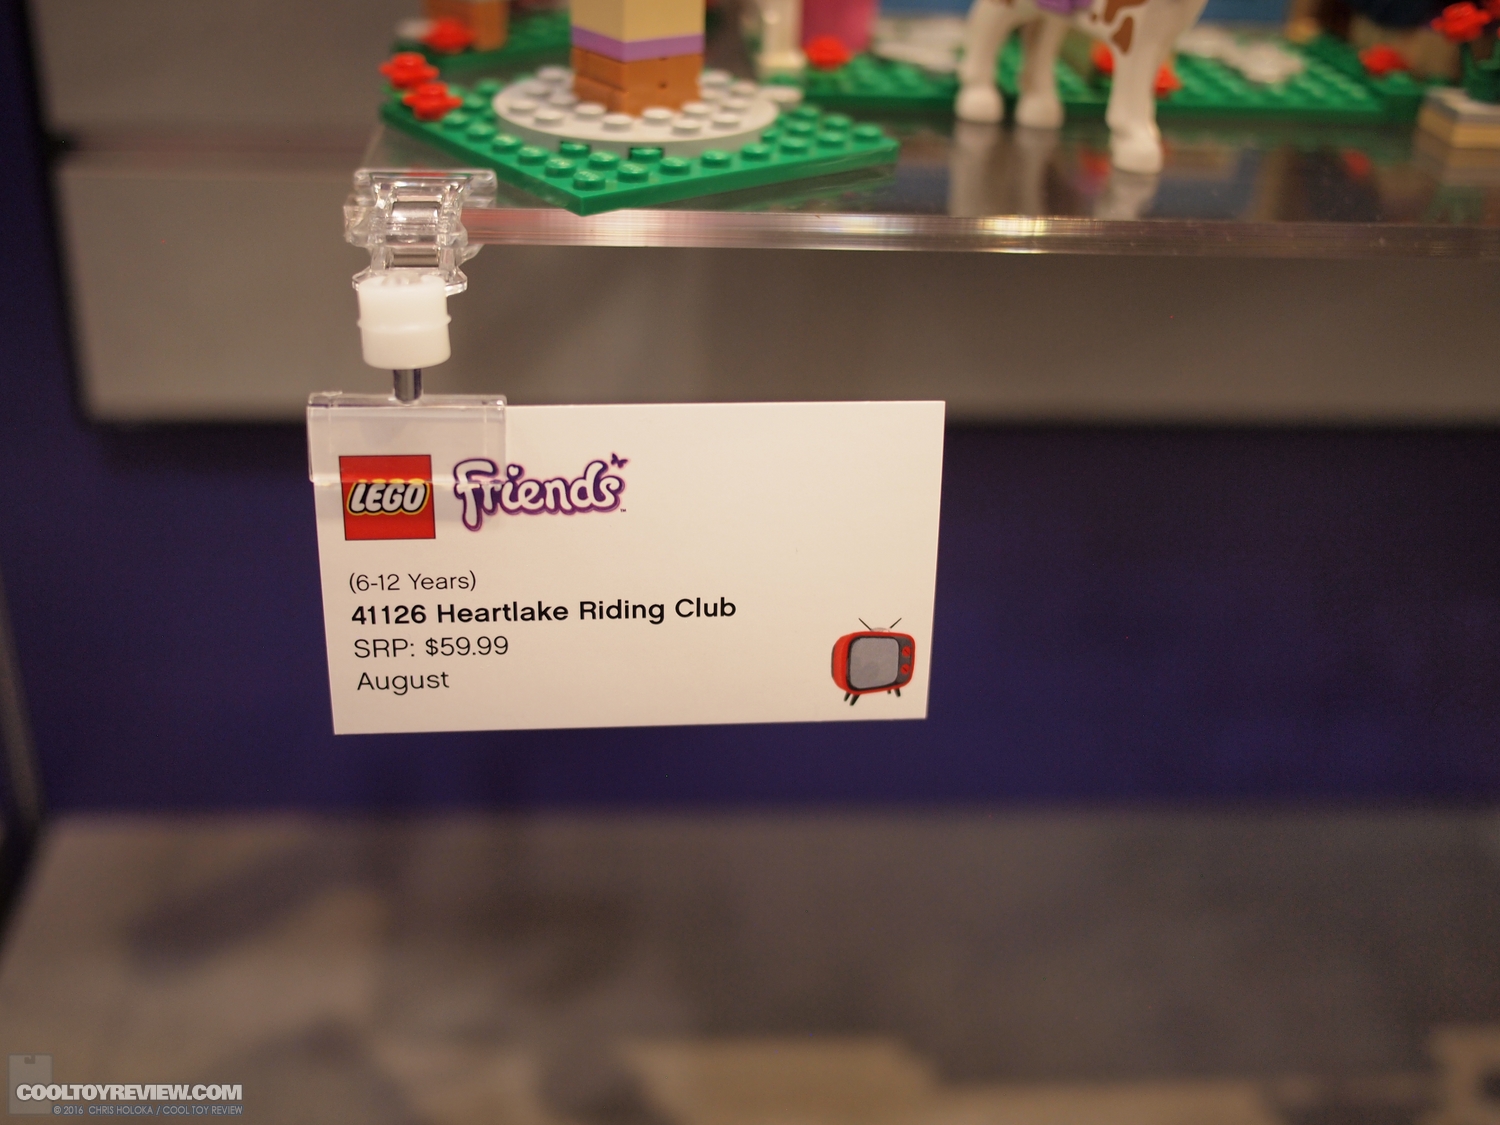 LEGO friends™
(6-12 Years)
41126 Heartlake Riding Club
SRP: $59.99
August
COOLTOYREVIEW.COM
© 2016 CHRIS HOLOKA / COOL TOY REVIEW